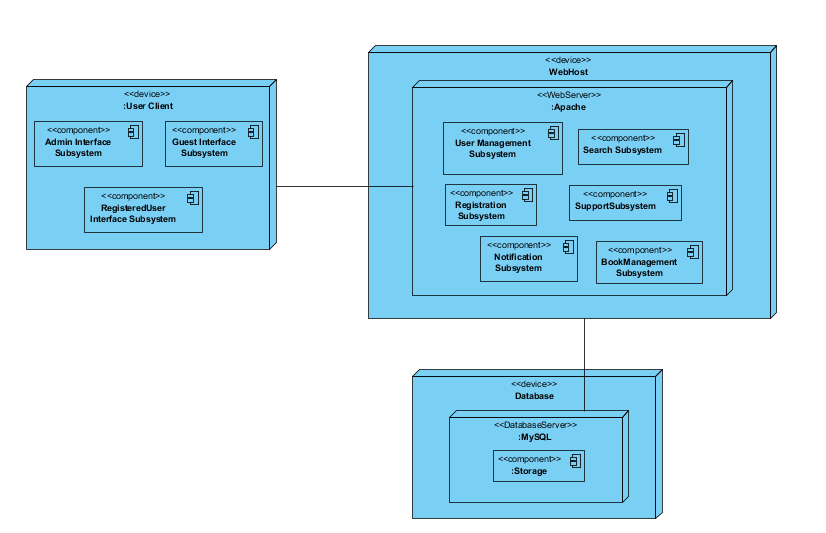 <<device>>
:User Client
<<component>>
Admin Interface
Subsystem
<<component>>
Guest Interface
Subsystem
<<component>>
RegisteredUser
Interface Subsystem
<<device>>
WebHost
<<WebServer>>
:Apache
<<component>>
User Management
Subsystem
<<component>>
Search Subsystem
<<component>>
Registration
Subsystem
<<component>>
SupportSubsystem
<<component>>
Notification
Subsystem
<<component>>
BookManagement
Subsystem
<<device>>
Database
<<DatabaseServer>>
:MySQL
<<component>>
:Storage